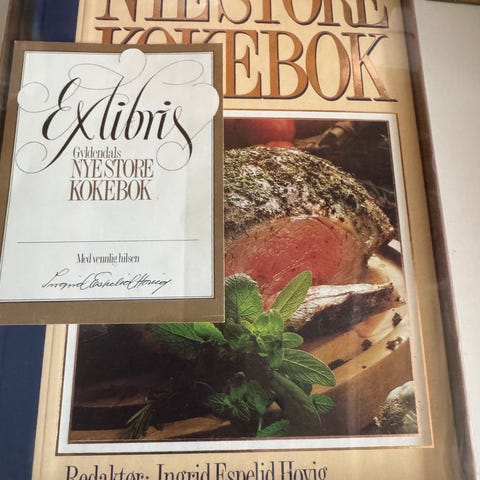 NYE STORE
KOKEBOK
Exlibris
Gyldendals
NYE STORE
KOKEBOK
Med vennlig hilsen
Ingrid Espelid Hovig
Redaktør: Ingrid Espelid Hovig